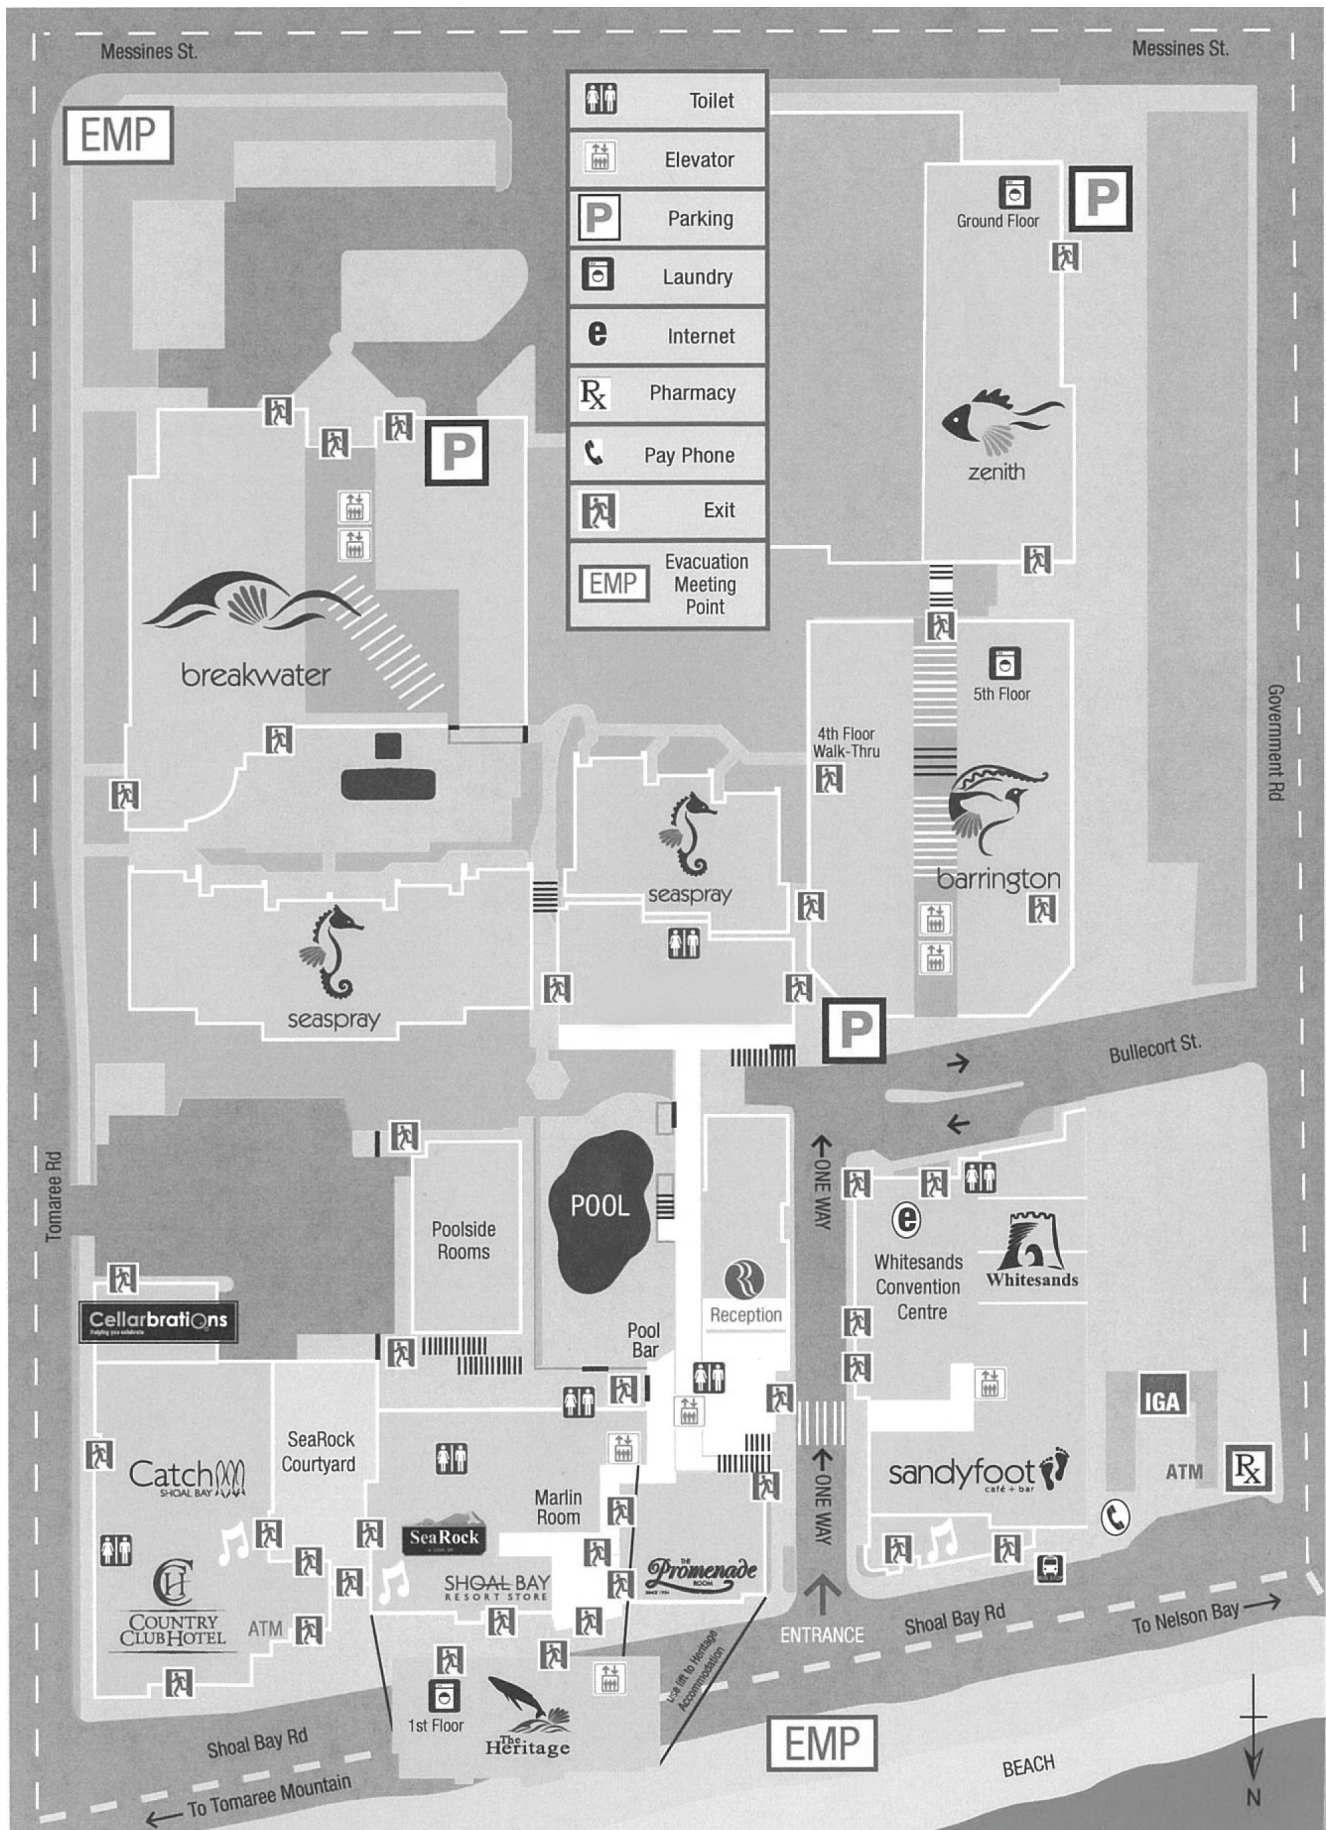 Messines St.
Messines St.
EMP
Toilet
Elevator
P Parking
Laundry
e Internet
Rx Pharmacy
Pay Phone
Exit
EMP
Evacuation
Meeting
Point
Ground Floor
P
zenith
P
breakwater
5th Floor
4th Floor
Walk-Thru
Government Rd
barrington
seaspray
seaspray
P
Bullecort St.
Tomaree Rd
POOL
Poolside
Rooms
ONE WAY
e
Whitesands
Convention
Centre
Whitesands
Reception
Cellarbrations
Pool
Bar
IGA
ATM
Rx
SeaRock
Courtyard
Catch
SHOAL BAY
sandyfoot
café + bar
Marlin
Room
ONE WAY
SeaRock
SHOAL BAY
RESORT STORE
THE
Promenade
ROOM
CH
COUNTRY
CLUB HOTEL
ATM
ENTRANCE
Shoal Bay Rd
To Nelson Bay
use lift to Heritage
Accommodation
1st Floor
The
Heritage
EMP
Shoal Bay Rd
To Tomaree Mountain
BEACH
N